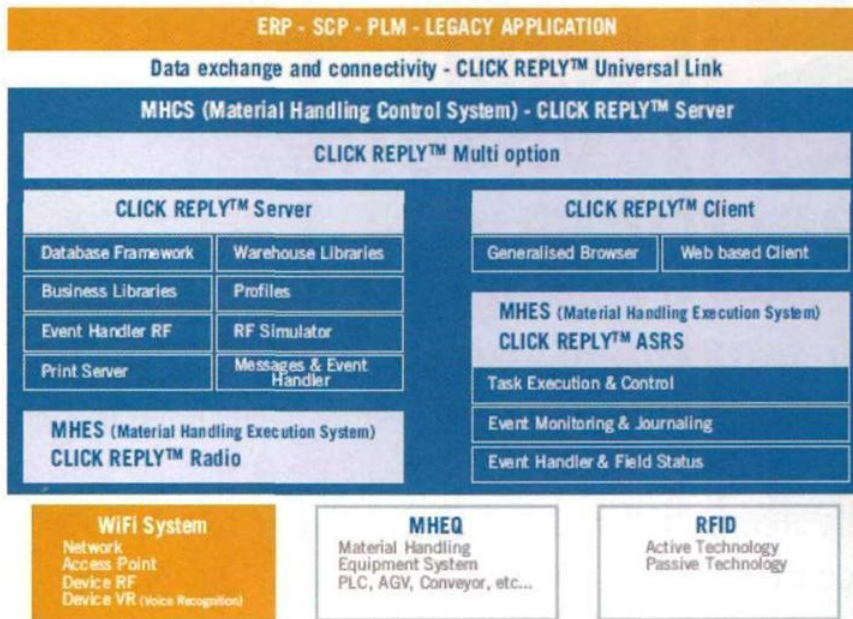 ERP - SCP - PLM - LEGACY APPLICATION
Data exchange and connectivity - CLICK REPLY™ Universal Link
MHCS (Material Handling Control System) - CLICK REPLY™ Server
CLICK REPLY™ Multi option
CLICK REPLY™ Server
Database Framework
Warehouse Libraries
Business Libraries
Profiles
Event Handler RF
RF Simulator
Print Server
Messages & Event
Handler
MHES (Material Handling Execution System)
CLICK REPLY™ Radio
CLICK REPLY™ Client
Generalised Browser
Web based Client
MHES (Material Handling Execution System)
CLICK REPLY™ ASRS
Task Execution & Control
Event Monitoring & Journaling
Event Handler & Field Status
WiFi System
Network
Access Point
Device RF
Device VR (Voice Recognition)
MHEQ
Material Handling
Equipment System
PLC, AGV, Conveyor, etc...
RFID
Active Technology
Passive Technology